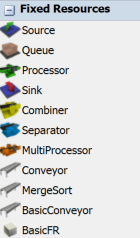 Fixed Resources
Source
Queue
Processor
Sink
Combiner
Separator
MultiProcessor
Conveyor
MergeSort
BasicConveyor
BasicFR